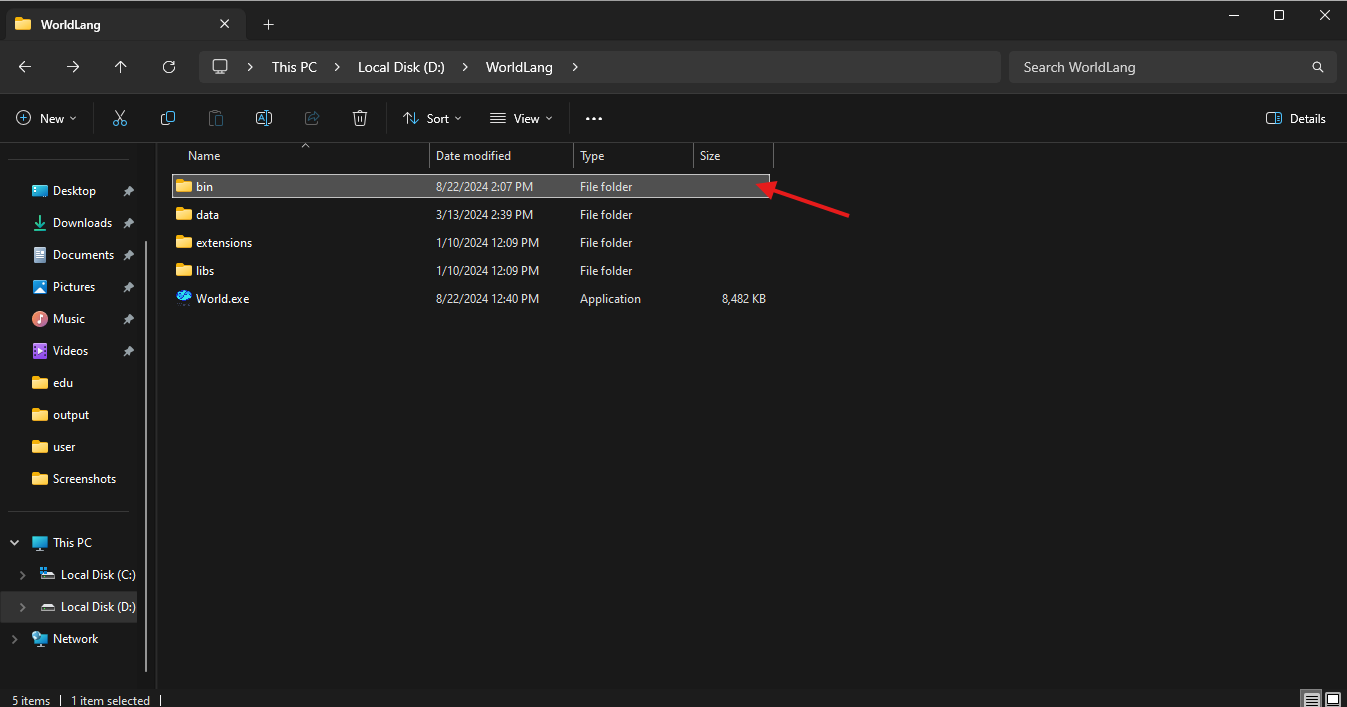 WorldLang
This PC
Local Disk (D:)
WorldLang
Search WorldLang
New
Sort
View
Details
Name
Date modified
Type
Size
bin
8/22/2024 2:07 PM
File folder
data
3/13/2024 2:39 PM
File folder
extensions
1/10/2024 12:09 PM
File folder
libs
1/10/2024 12:09 PM
File folder
World.exe
8/22/2024 12:40 PM
Application
8,482 KB
Desktop
Downloads
Documents
Pictures
Music
Videos
edu
output
user
Screenshots
This PC
Local Disk (C:)
Local Disk (D:)
Network
5 items
1 item selected